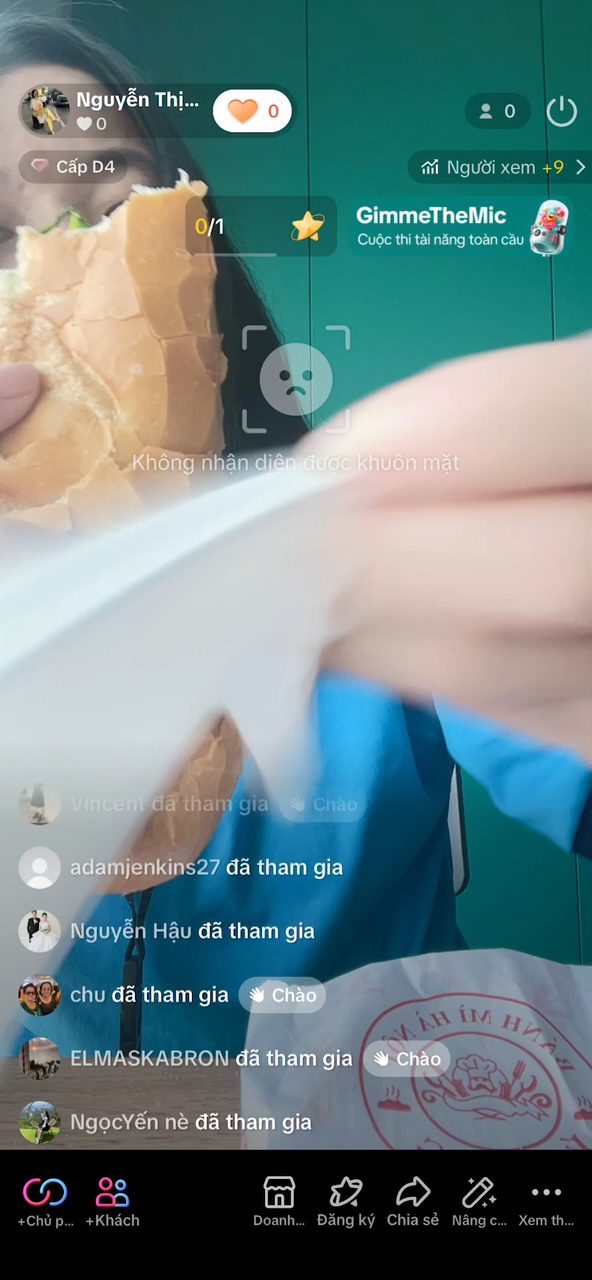 Nguyễn Thị...
0
0
0
Cấp D4
Người xem +9
0/1
GimmeTheMic
Cuộc thi tài năng toàn cầu
Không nhận diện được khuôn mặt
Vincent đã tham gia
Chào
adamjenkins27 đã tham gia
Nguyễn Hậu đã tham gia
chu đã tham gia
Chào
ELMASKABRON đã tham gia
Chào
NgọcYến nè đã tham gia
BÁNH MÌ HÀ N
+Chủ p...
+Khách
Doanh...
Đăng ký
Chia sẻ
Nâng c...
Xem th...